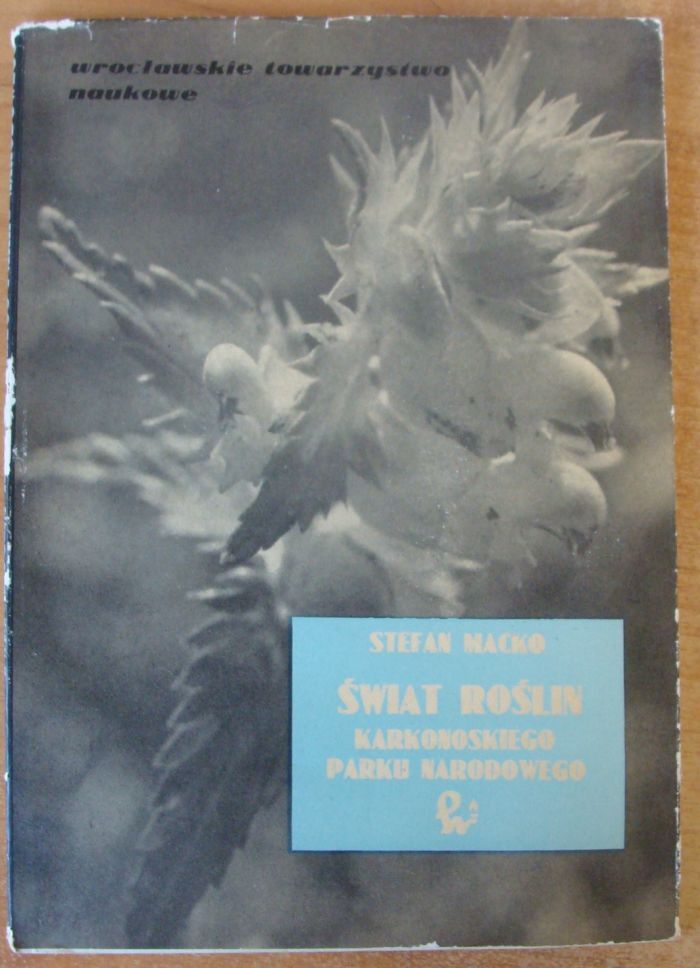 wrocławskie towarzystwo
naukowe
STEFAN MACKO
ŚWIAT ROŚLIN
KARKONOSKIEGO
PARKU NARODOWEGO